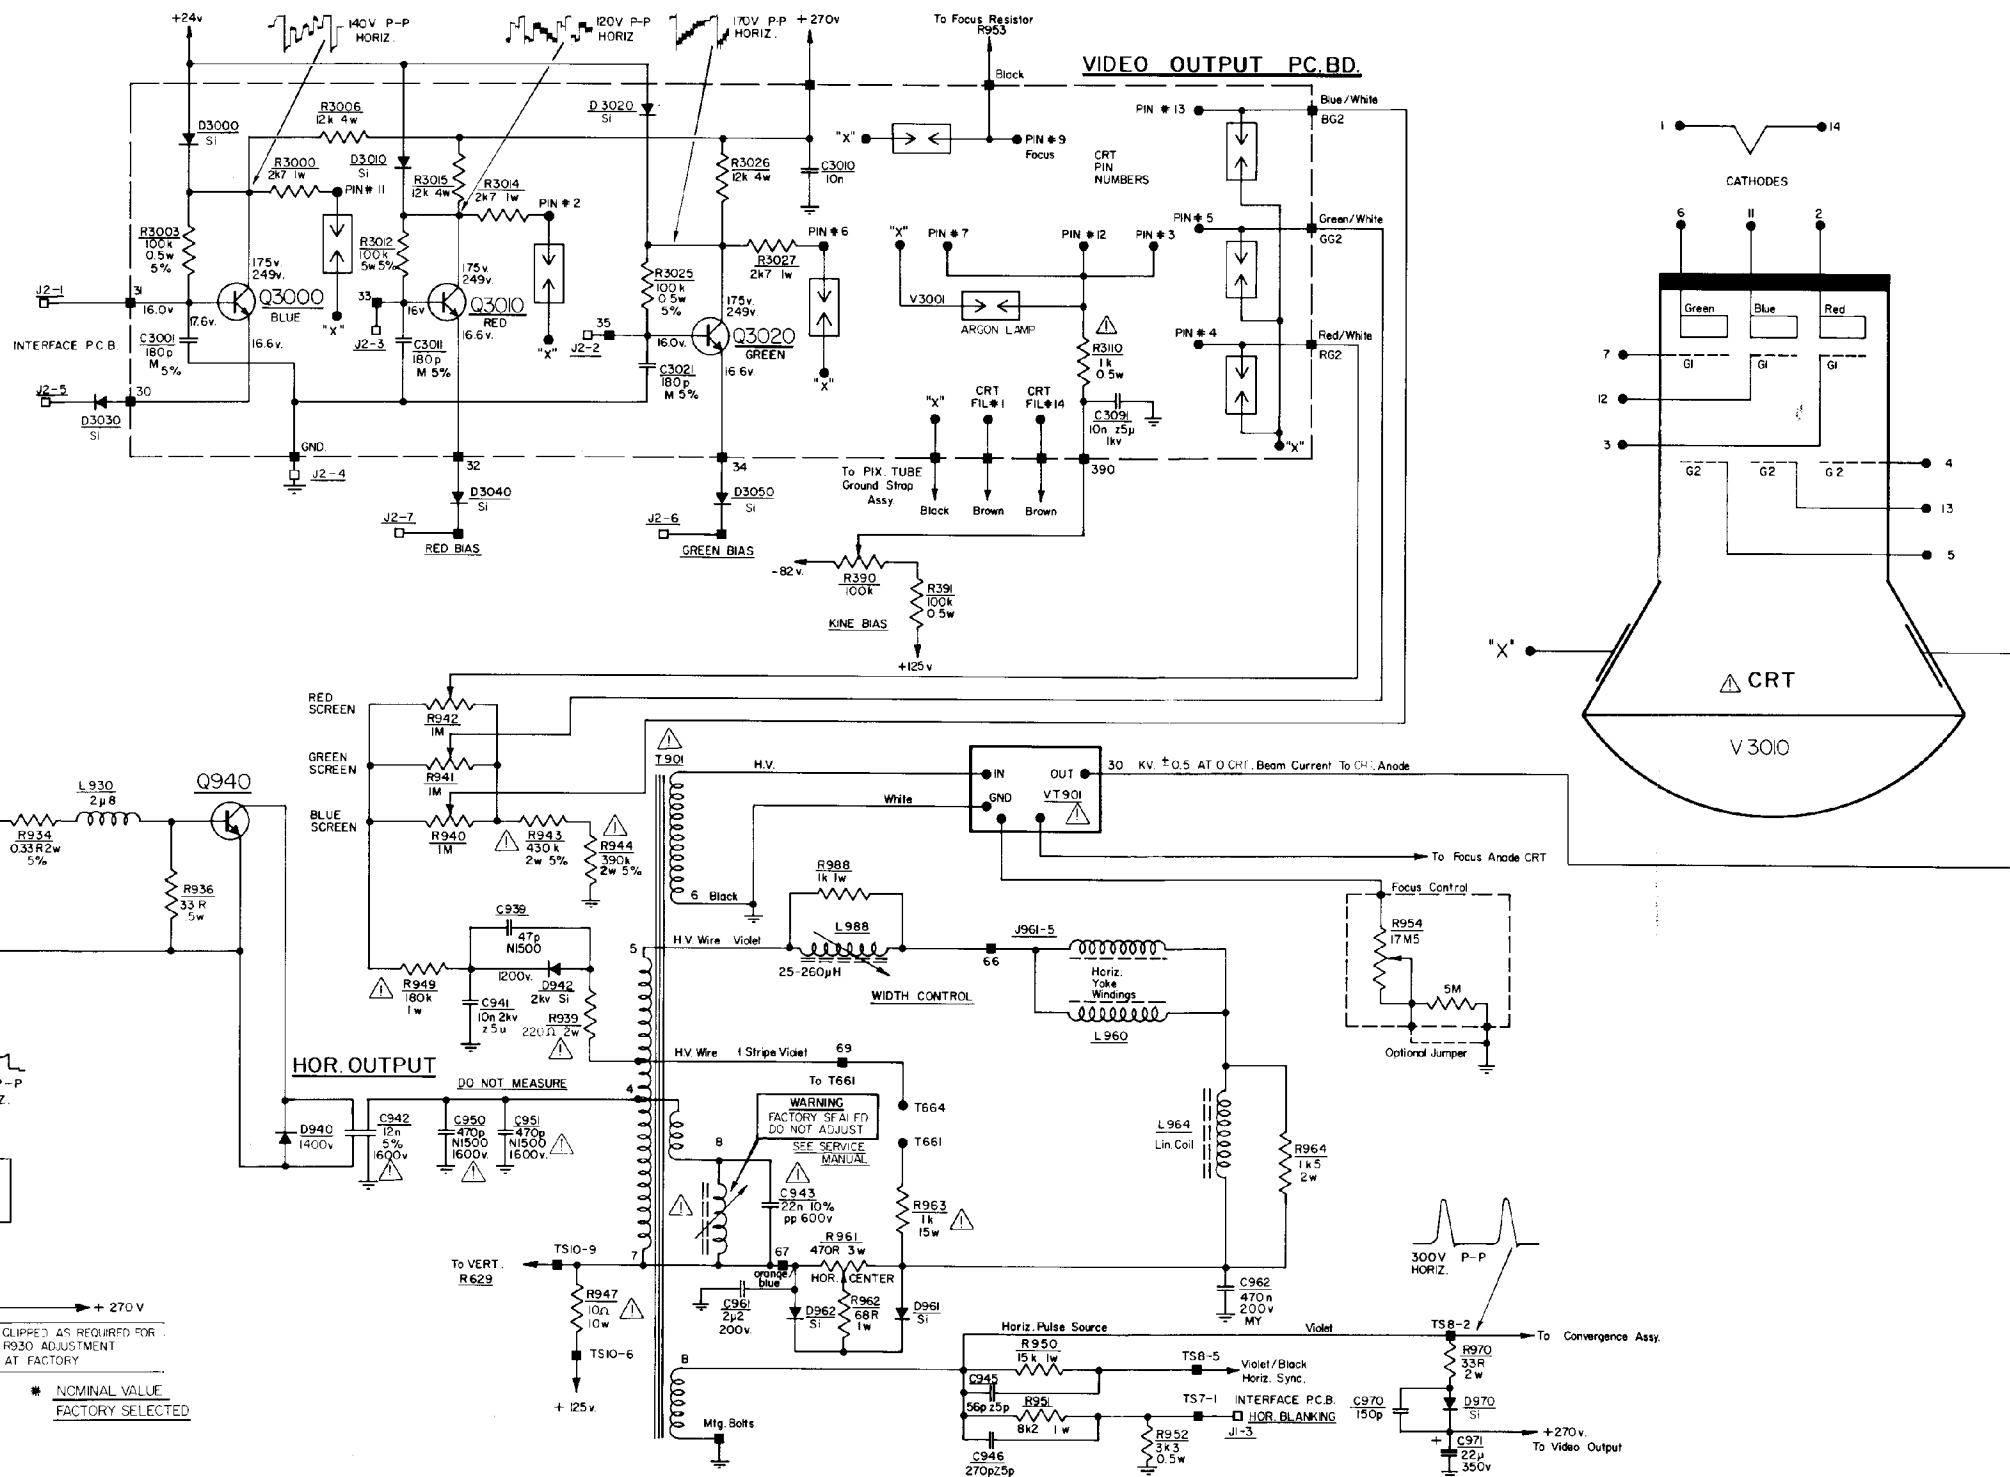 +24v
140V P-P
HORIZ.
120V P-P
HORIZ
170V P-P
HORIZ.
+ 270v
To Focus Resistor
R953
Black
VIDEO OUTPUT PC.BD.
D3000
Si
R3006
12k 4w
R3000
2k7 1w
PIN# 11
D3010
Si
R3015
12k 4w
R3014
2k7 1w
PIN #2
D3020
Si
R3026
12k 4w
C3010
10n
"X"
PIN #9
Focus
CRT
PIN
NUMBERS
PIN # 13
Blue/White
BG2
PIN # 5
Green/White
GG2
PIN # 4
Red/White
RG2
"X"
R3003
100k
0.5w
5%
J2-1
31
16.0v
17.6v.
175v.
249v.
Q3000
BLUE
16.6v.
"X"
C3001
180p
M 5%
INTERFACE P.C.B.
J2-5
30
D3030
Si
R3012
100k
.5w 5%
33
J2-3
16v
175v.
249v.
Q3010
RED
16.6v.
"X"
C3011
180p
M 5%
R3025
100k
0.5w
5%
R3027
2k7 1w
PIN #6
35
J2-2
16.0v.
175v.
249v.
Q3020
GREEN
16.6v.
"X"
C3021
180p
M 5%
"X"
PIN #7
PIN #12
PIN # 3
V3001
ARGON LAMP
R3110
1k
0.5w
"X"
CRT
FIL#1
CRT
FIL#14
C3091
10n z5µ
1kv
GND.
J2-4
32
34
390
To PIX. TUBE
Ground Strap
Assy.
Black
Brown
Brown
D3040
Si
J2-7
RED BIAS
D3050
Si
J2-6
GREEN BIAS
-82v.
R390
100k
R391
100k
0.5w
KINE BIAS
+125v
1
14
CATHODES
6
11
2
Green
Blue
Red
7
G1
G1
G1
12
3
G2
G2
G2
4
13
5
"X"
CRT
V3010
RED
SCREEN
R942
1M
GREEN
SCREEN
R941
1M
BLUE
SCREEN
R940
1M
R943
430k
2w 5%
R944
390k
2w 5%
T901
H.V.
White
IN
OUT
GND
VT901
30 KV. ±0.5 AT 0 CRT. Beam Current To CRT. Anode
To Focus Anode CRT
L930
2µ8
Q940
R934
0.33R2w
5%
R936
33R
.5w
6 Black
R988
1k 1w
L988
25-260µH
WIDTH CONTROL
H.V. Wire Violet
5
66
J961-5
Horiz.
Yoke
Windings
L960
Focus Control
R954
17M5
5M
Optional Jumper
C939
47p
N1500
1200v.
D942
2kv Si
R949
180k
1w
C941
10n 2kv
z5u
R939
220Ω 2w
HOR. OUTPUT
DO NOT MEASURE
4
H.V. Wire 1 Stripe Violet
69
To T661
T664
T661
WARNING
FACTORY SEALED
DO NOT ADJUST
SEE SERVICE
MANUAL
8
D940
1400v
C942
12n
5%
1600v
C950
470p
N1500
1600v.
C951
470p
N1500
1600v.
C943
22n 10%
pp 600v
R963
1k
15w
L964
Lin. Coil
R964
1k5
2w
300V P-P
HORIZ.
To VERT.
R629
TS10-9
7
67
orange/
blue
R961
470R 3w
HOR. CENTER
R947
10Ω
10w
C961
2µ2
200v.
D962
Si
R962
68R
1w
D961
Si
C962
470n
200v
MY
TS10-6
+ 125v.
8
Mtg. Bolts
Horiz. Pulse Source
Violet
TS8-2
To Convergence Assy.
R950
15k 1w
TS8-5
Violet/Black
Horiz. Sync.
C945
56p z5p
R951
8k2 1w
TS7-1
INTERFACE P.C.B.
HOR. BLANKING
J1-3
C946
270pZ5p
R952
3k3
0.5w
R970
33R
2w
C970
150p
D970
Si
+270v.
To Video Output
+
C971
22µ
350v
P-P
Z.
+ 270V
CLIPPED AS REQUIRED FOR
R930 ADJUSTMENT
AT FACTORY
* NOMINAL VALUE
FACTORY SELECTED